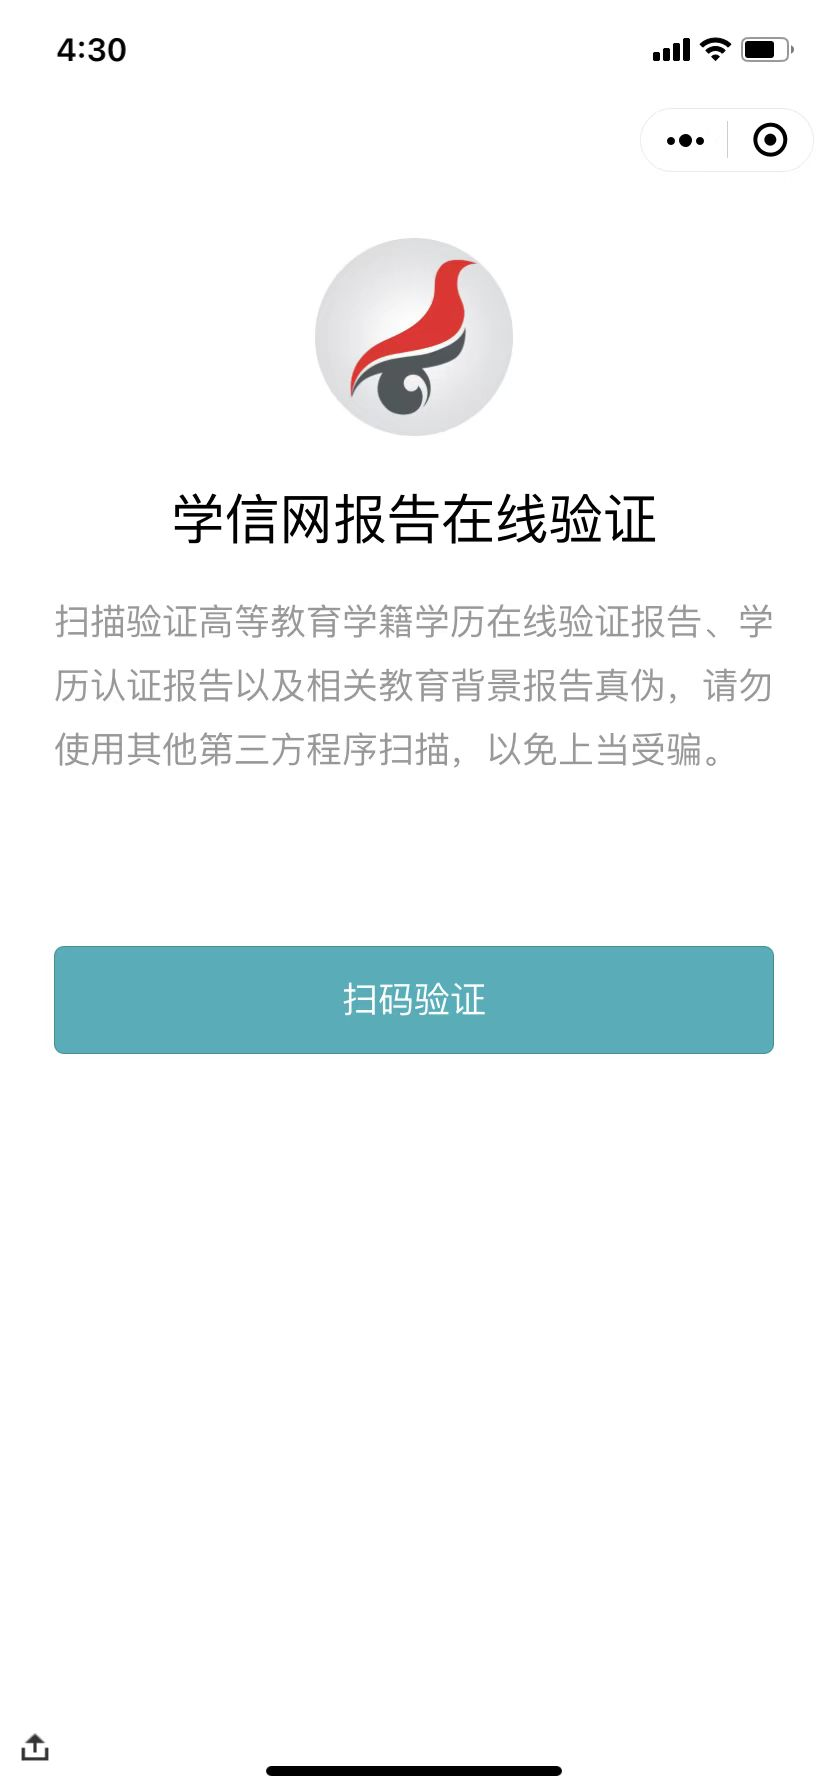 4:30
学信网报告在线验证
扫描验证高等教育学籍学历在线验证报告、学
历认证报告以及相关教育背景报告真伪，请勿
使用其他第三方程序扫描，以免上当受骗。
扫码验证